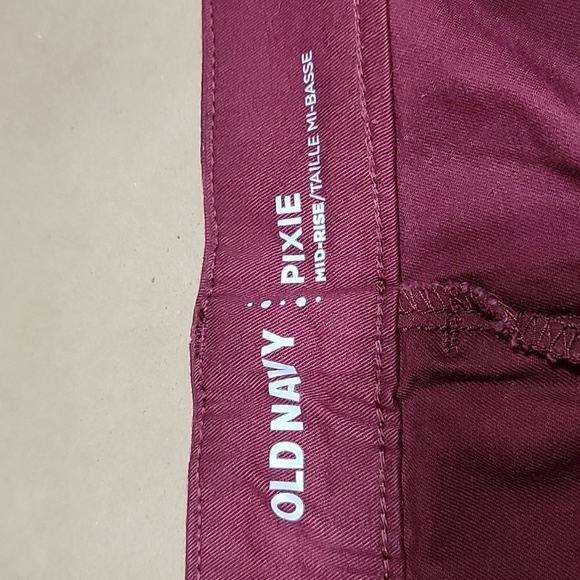 OLD NAVY
PIXIE
MID-RISE/TAILLE MI-BASSE